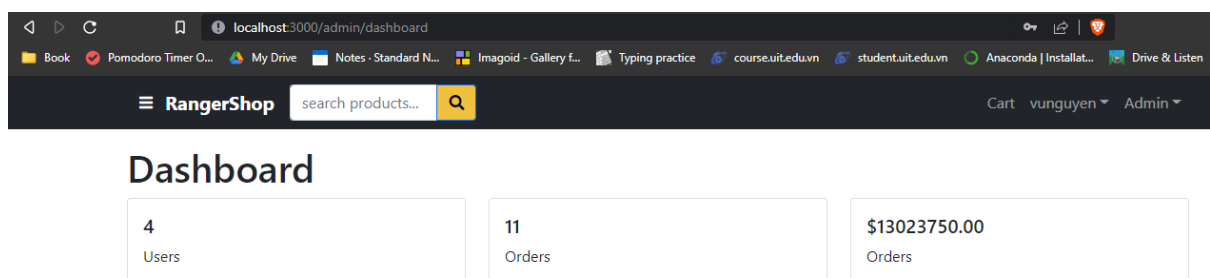 localhost:3000/admin/dashboard
Book Pomodoro Timer O... My Drive Notes - Standard N... Imagoid - Gallery f... Typing practice course.uit.edu.vn student.uit.edu.vn Anaconda | Installat... Drive & Listen
RangerShop search products... Cart vunguyen Admin
Dashboard
4 11 $13023750.00
Users Orders Orders